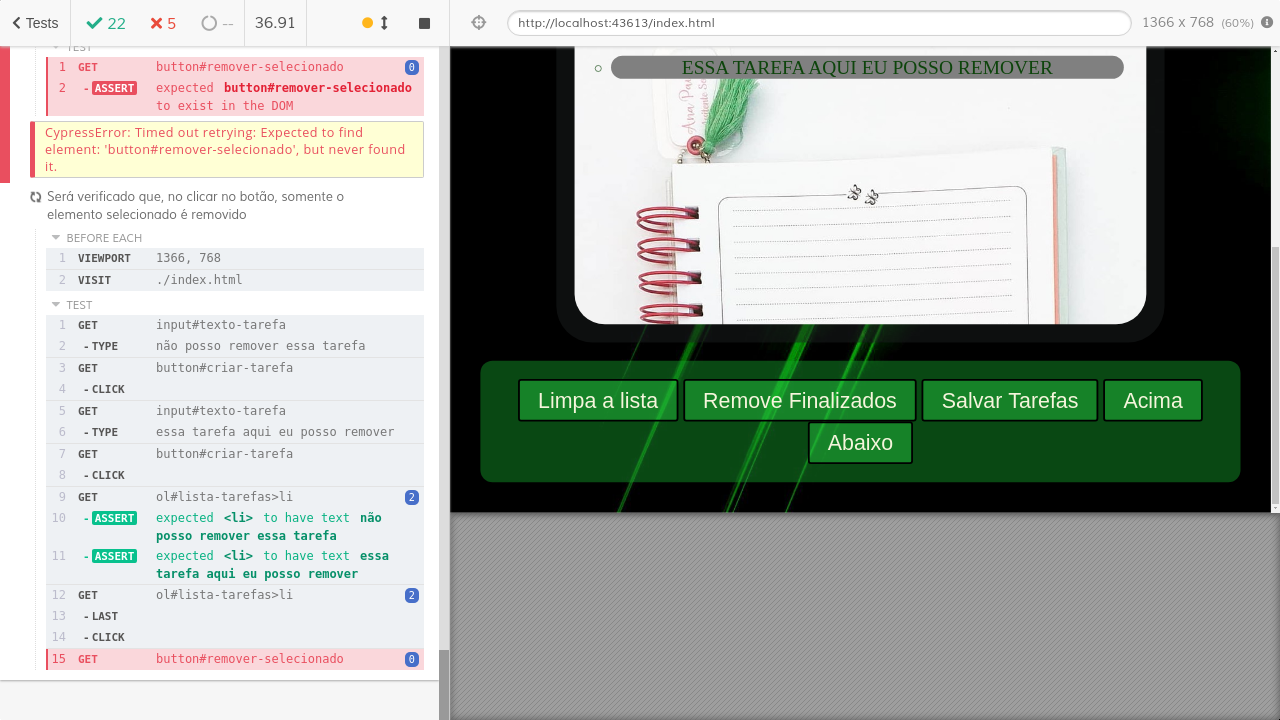 Tests
22
5
--
36.91
http://localhost:43613/index.html
1366 x 768 (60%)
TEST
1 GET button#remover-selecionado 0
2 -ASSERT expected button#remover-selecionado
to exist in the DOM
CypressError: Timed out retrying: Expected to find
element: 'button#remover-selecionado', but never found
it.
Será verificado que, no clicar no botão, somente o
elemento selecionado é removido
BEFORE EACH
1 VIEWPORT 1366, 768
2 VISIT ./index.html
TEST
1 GET input#texto-tarefa
2 -TYPE não posso remover essa tarefa
3 GET button#criar-tarefa
4 -CLICK
5 GET input#texto-tarefa
6 -TYPE essa tarefa aqui eu posso remover
7 GET button#criar-tarefa
8 -CLICK
9 GET ol#lista-tarefas>li 2
10 -ASSERT expected <li> to have text não
posso remover essa tarefa
11 -ASSERT expected <li> to have text essa
tarefa aqui eu posso remover
12 GET ol#lista-tarefas>li 2
13 -LAST
14 -CLICK
15 GET button#remover-selecionado 0
ESSA TAREFA AQUI EU POSSO REMOVER
Limpa a lista
Remove Finalizados
Salvar Tarefas
Acima
Abaixo